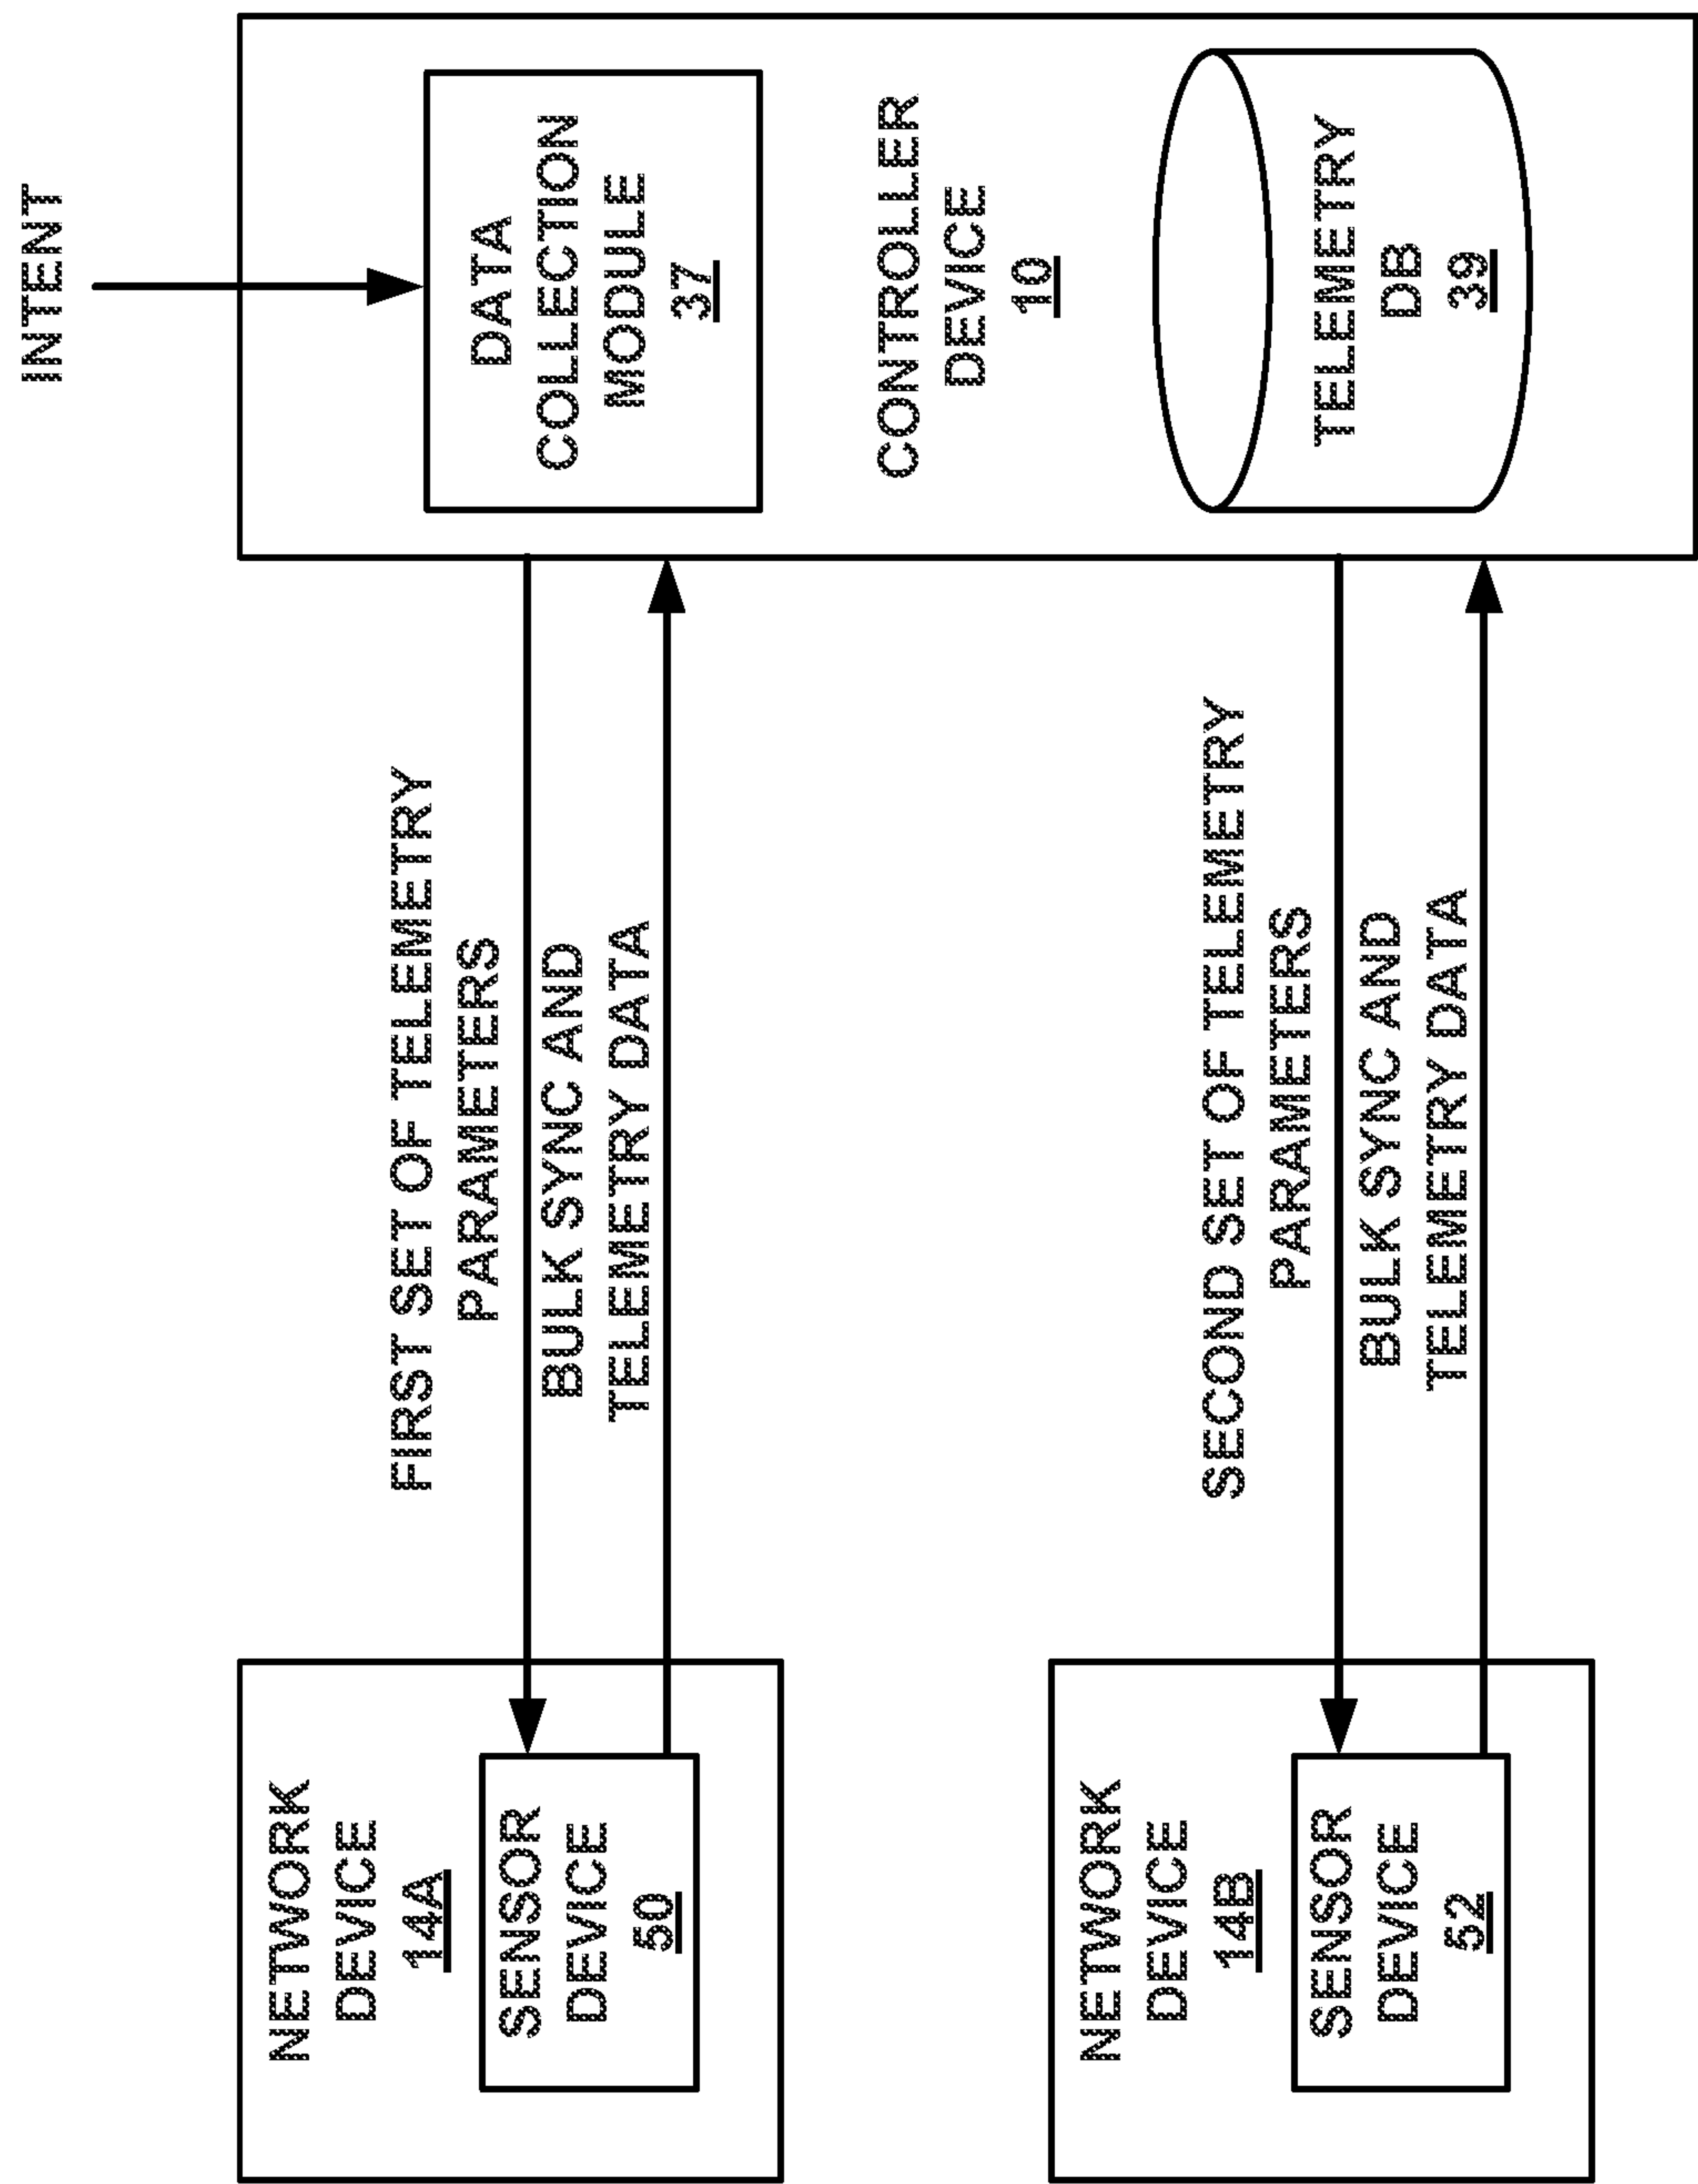 INTENT
DATA
COLLECTION
MODULE
37
CONTROLLER
DEVICE
10
TELEMETRY
DB
39
FIRST SET OF TELEMETRY
PARAMETERS
BULK SYNC AND
TELEMETRY DATA
SECOND SET OF TELEMETRY
PARAMETERS
BULK SYNC AND
TELEMETRY DATA
NETWORK
DEVICE
14A
SENSOR
DEVICE
50
NETWORK
DEVICE
14B
SENSOR
DEVICE
52